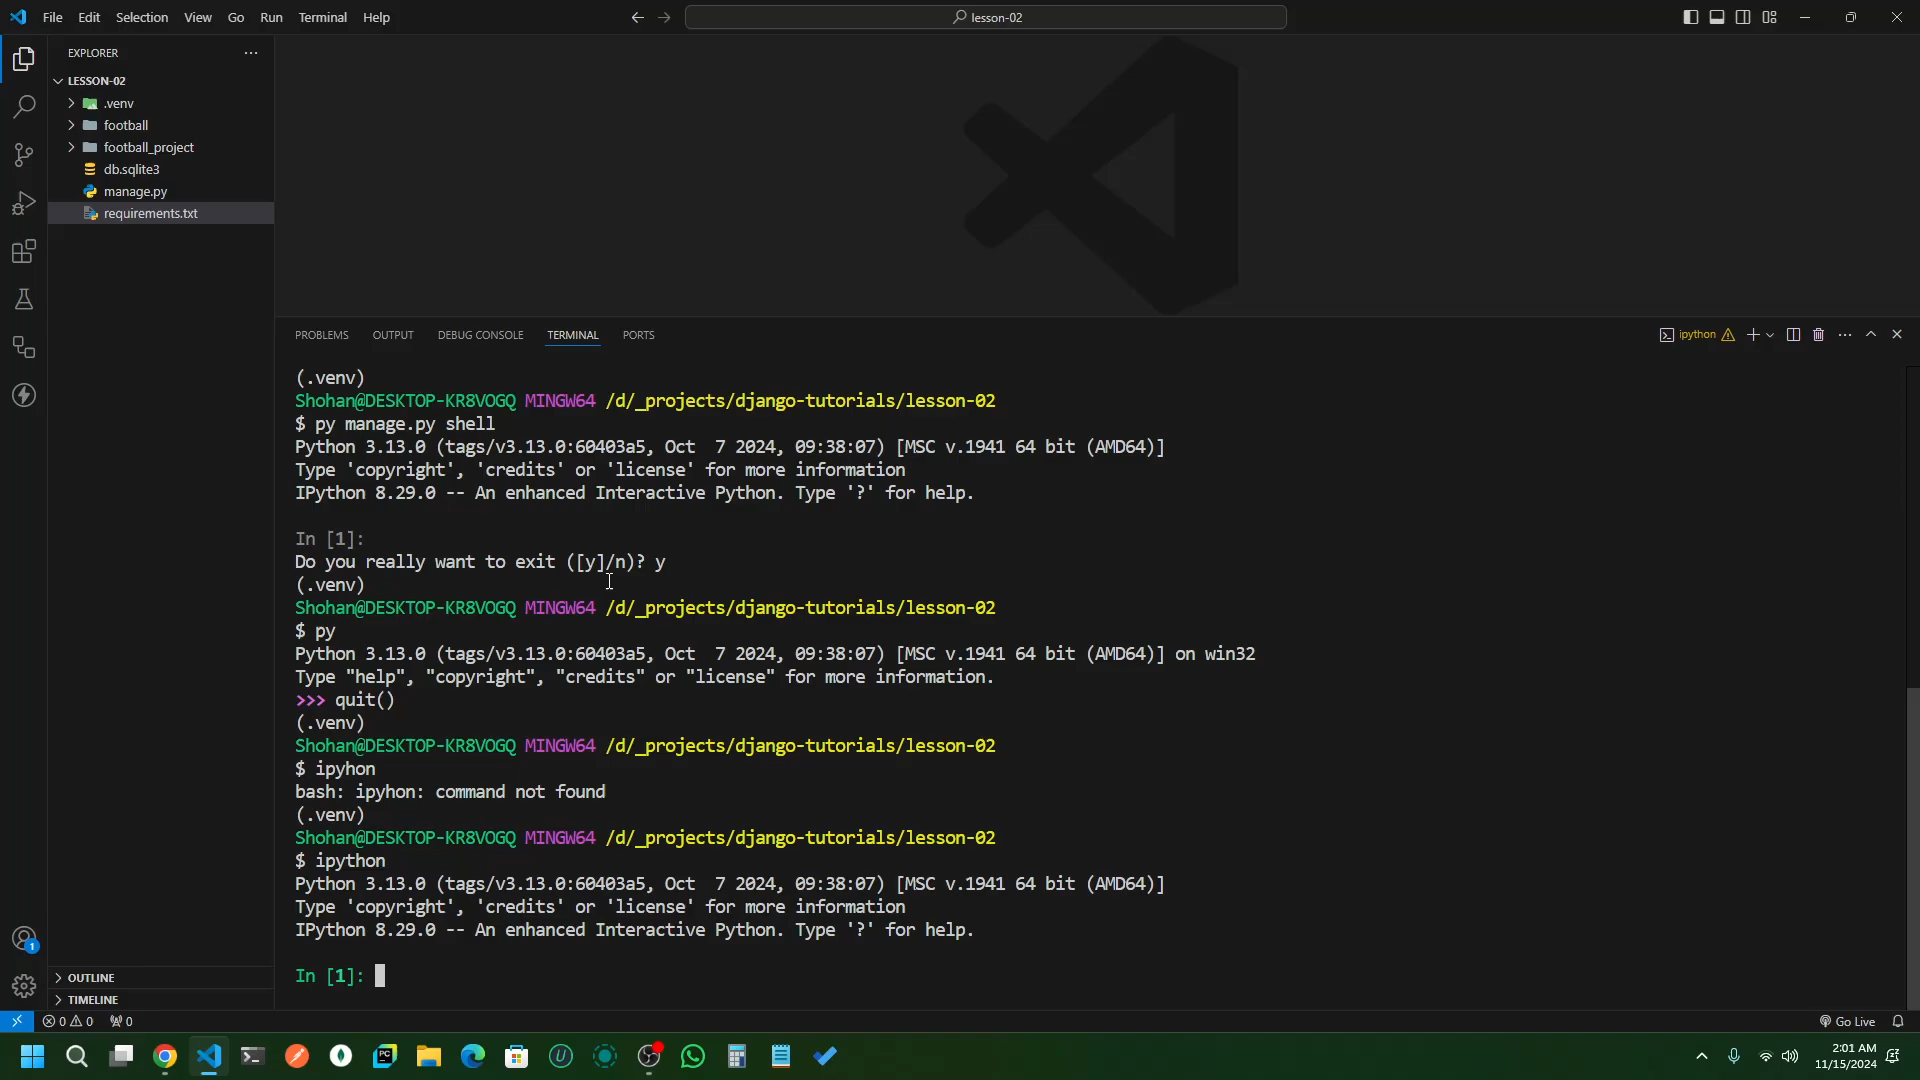 File Edit Selection View Go Run Terminal Help
lesson-02
EXPLORER
LESSON-02
.venv
football
football_project
db.sqlite3
manage.py
requirements.txt
OUTLINE
TIMELINE
PROBLEMS OUTPUT DEBUG CONSOLE TERMINAL PORTS
ipython
(.venv)
Shohan@DESKTOP-KR8VOGQ MINGW64 /d/_projects/django-tutorials/lesson-02
$ py manage.py shell
Python 3.13.0 (tags/v3.13.0:60403a5, Oct  7 2024, 09:38:07) [MSC v.1941 64 bit (AMD64)]
Type 'copyright', 'credits' or 'license' for more information
IPython 8.29.0 -- An enhanced Interactive Python. Type '?' for help.
In [1]:
Do you really want to exit ([y]/n)? y
(.venv)
Shohan@DESKTOP-KR8VOGQ MINGW64 /d/_projects/django-tutorials/lesson-02
$ py
Python 3.13.0 (tags/v3.13.0:60403a5, Oct  7 2024, 09:38:07) [MSC v.1941 64 bit (AMD64)] on win32
Type "help", "copyright", "credits" or "license" for more information.
>>> quit()
(.venv)
Shohan@DESKTOP-KR8VOGQ MINGW64 /d/_projects/django-tutorials/lesson-02
$ ipyhon
bash: ipyhon: command not found
(.venv)
Shohan@DESKTOP-KR8VOGQ MINGW64 /d/_projects/django-tutorials/lesson-02
$ ipython
Python 3.13.0 (tags/v3.13.0:60403a5, Oct  7 2024, 09:38:07) [MSC v.1941 64 bit (AMD64)]
Type 'copyright', 'credits' or 'license' for more information
IPython 8.29.0 -- An enhanced Interactive Python. Type '?' for help.
In [1]:
1
0 0 0
Go Live
PC
2:01 AM
11/15/2024